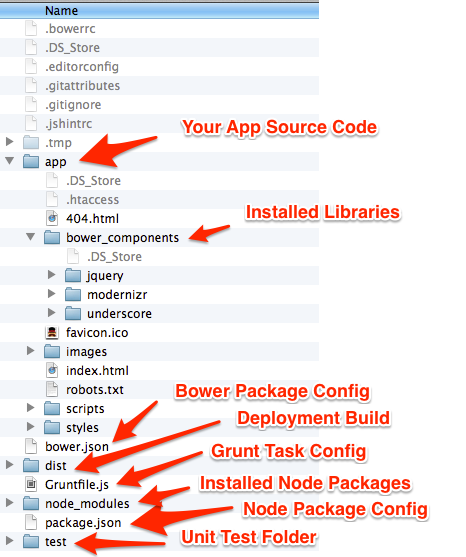 Name
.bowerrc
.DS_Store
.editorconfig
.gitattributes
.gitignore
.jshintrc
Your App Source Code
.tmp
app
.DS_Store
.htaccess
404.html
Installed Libraries
bower_components
.DS_Store
jquery
modernizr
underscore
favicon.ico
images
index.html
robots.txt
Bower Package Config
scripts
Deployment Build
styles
bower.json
Grunt Task Config
dist
Gruntfile.js
Installed Node Packages
node_modules
Node Package Config
package.json
test
Unit Test Folder